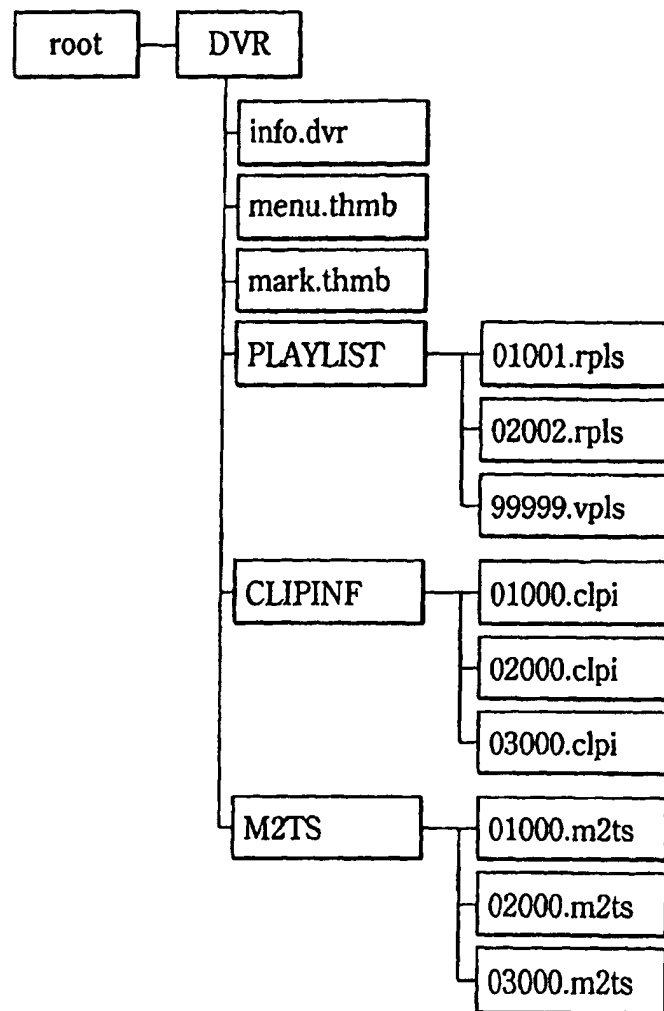 root
DVR
info.dvr
menu.thmb
mark.thmb
PLAYLIST
01001.rpls
02002.rpls
99999.vpls
CLIPINF
01000.clpi
02000.clpi
03000.clpi
M2TS
01000.m2ts
02000.m2ts
03000.m2ts